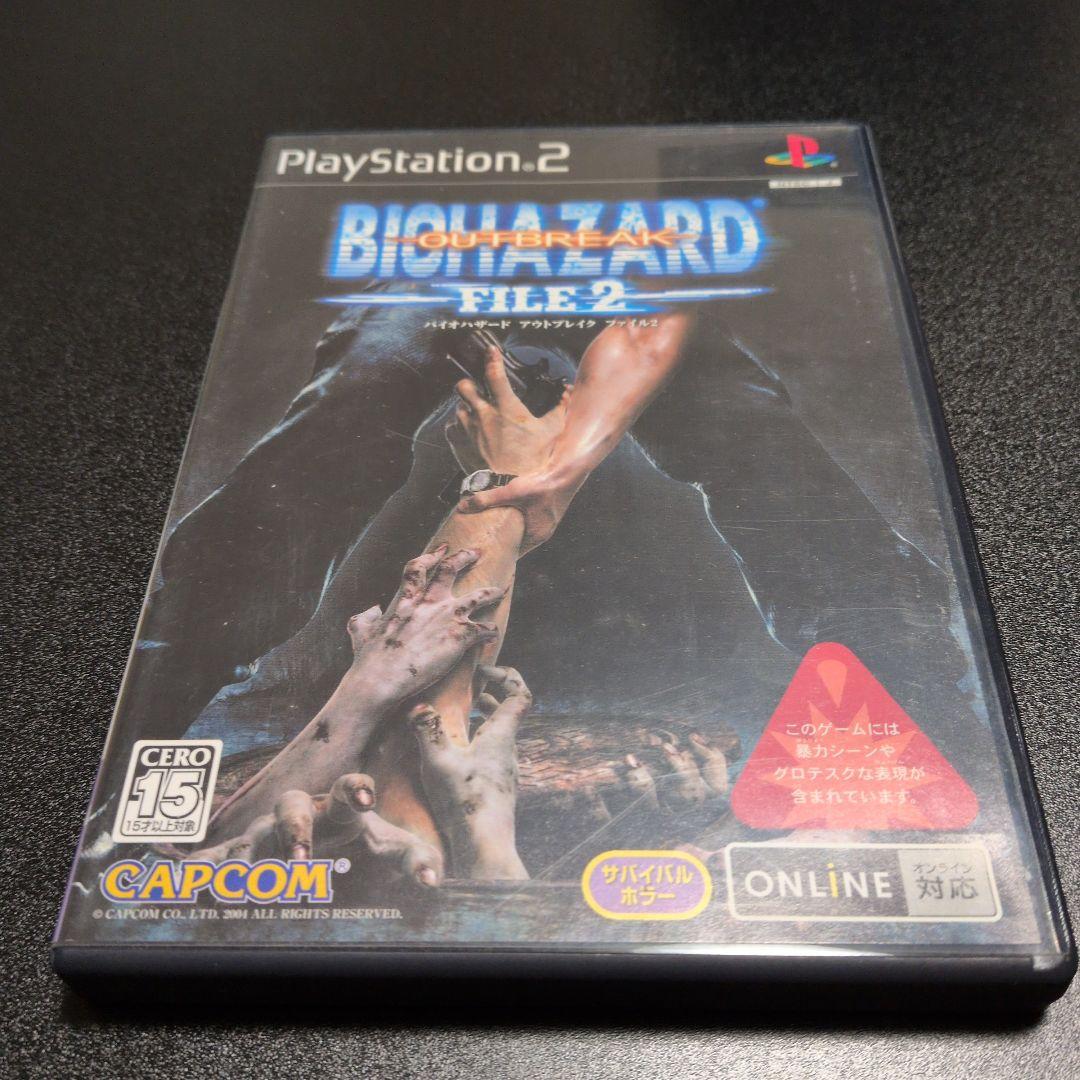 PlayStation®2
NTSC J
BIOHAZARD®
OUTBREAK
FILE 2
バイオハザード アウトブレイク ファイル2
このゲームには
暴力シーンや
グロテスクな表現が
含まれています。
CERO
15
15才以上対象
CAPCOM®
© CAPCOM CO., LTD. 2004 ALL RIGHTS RESERVED.
サバイバル
ホラー
ONLiNE
オンライン
対応